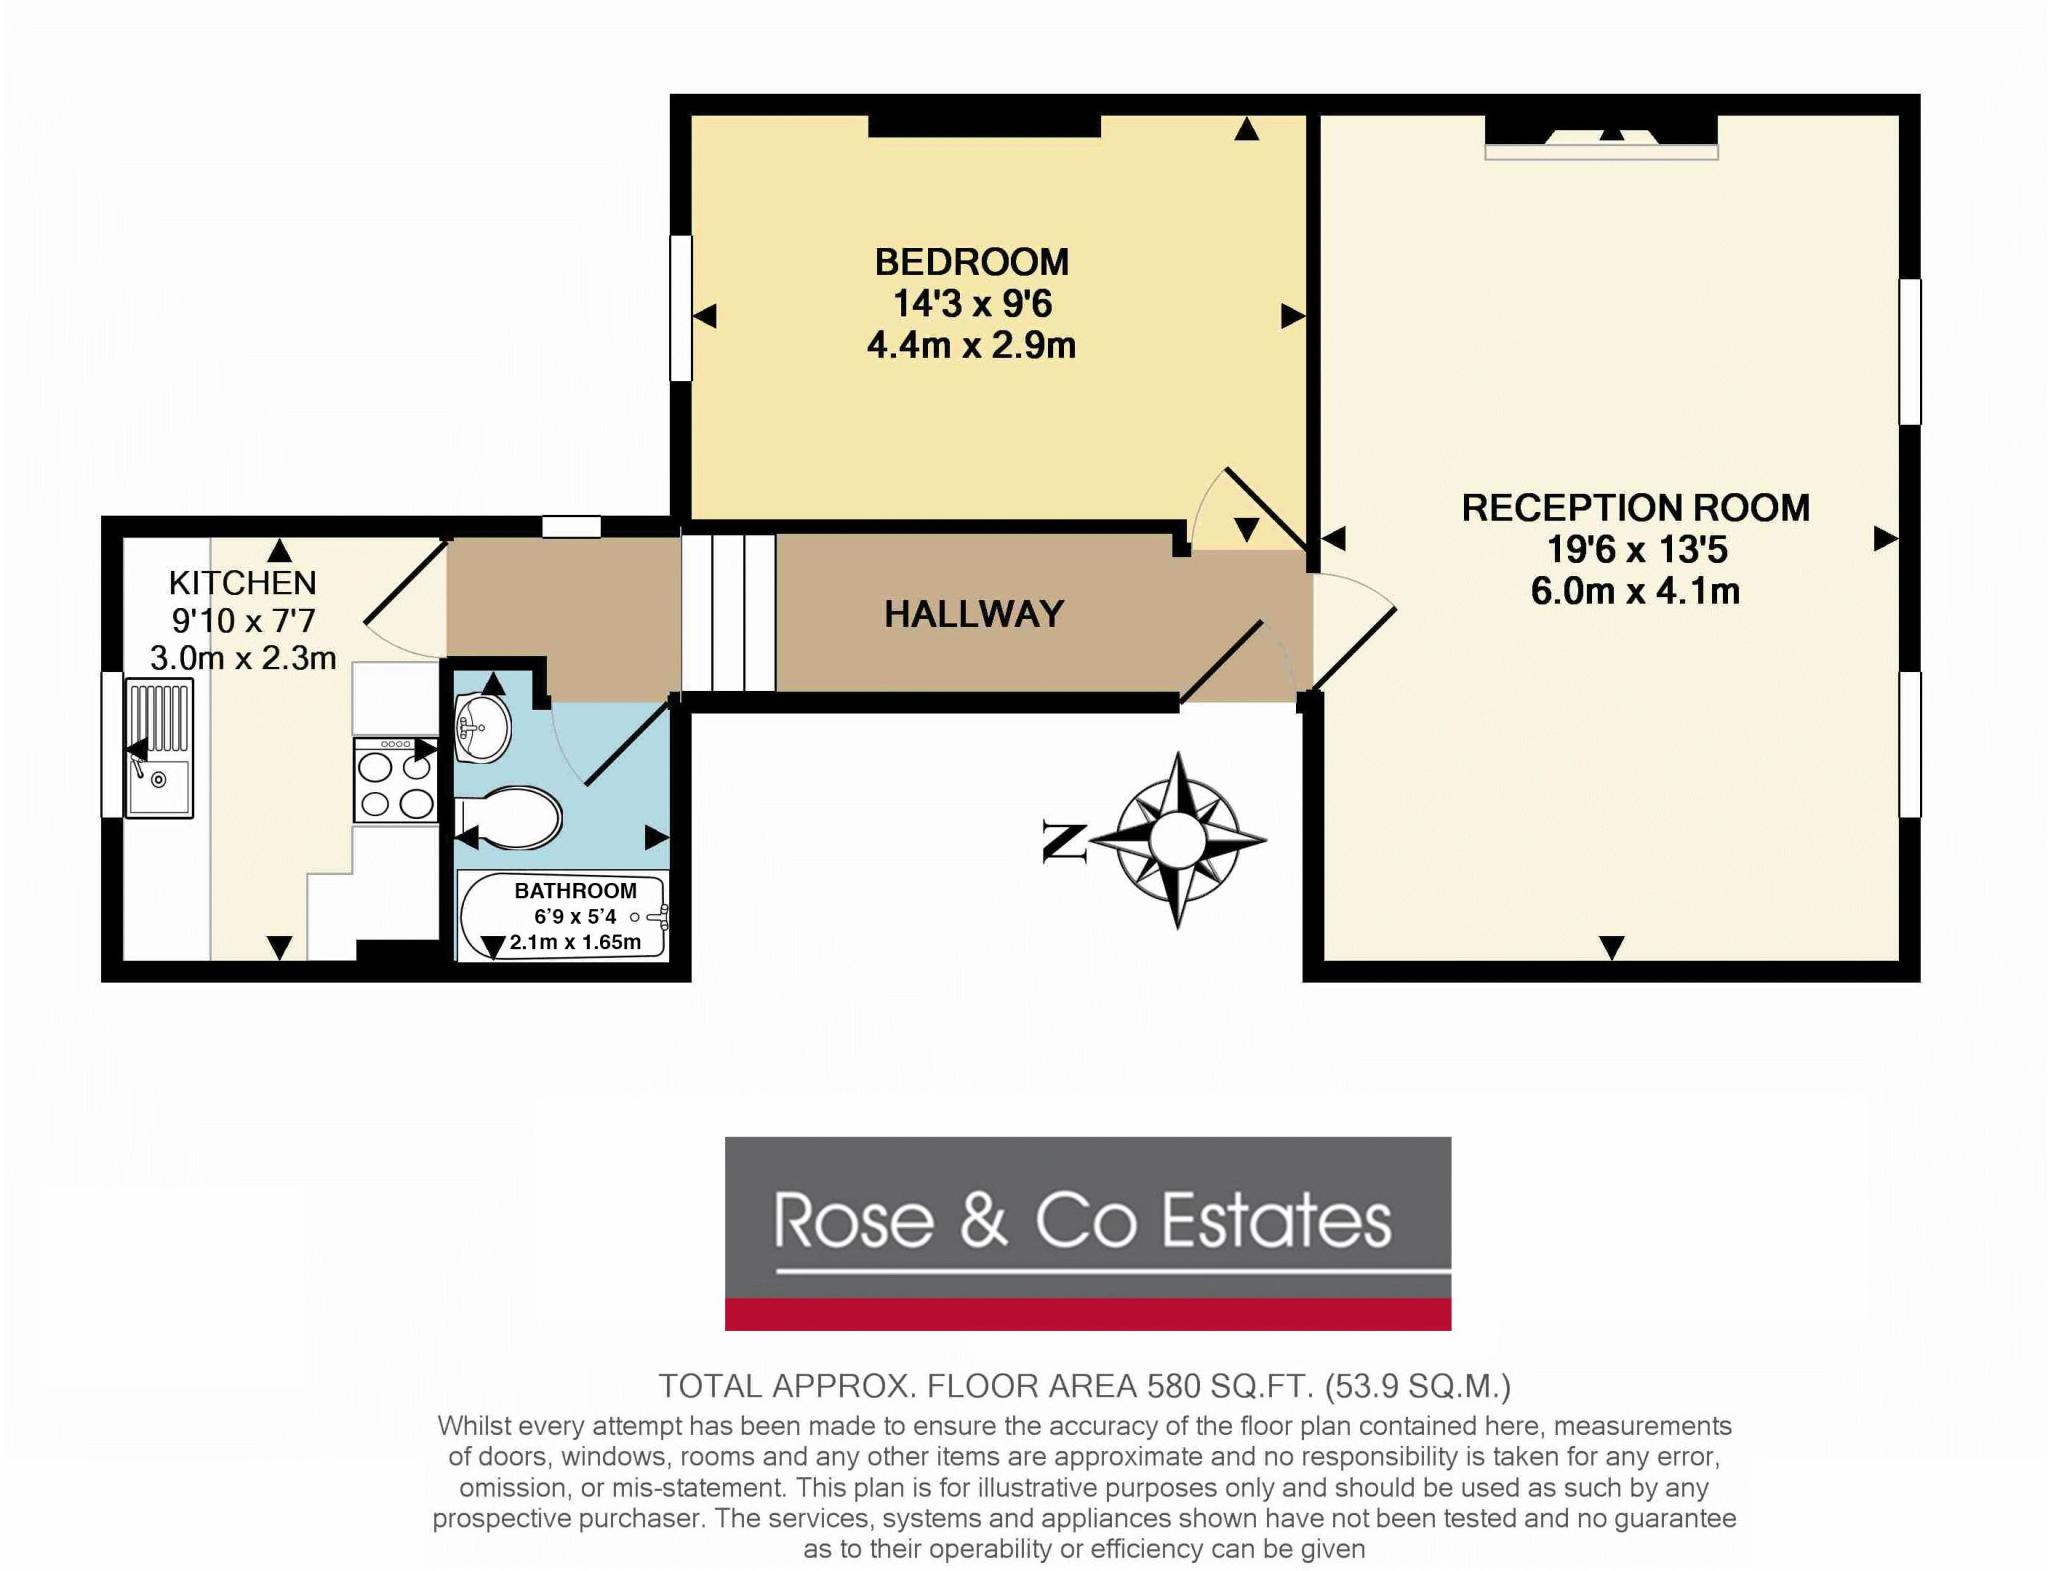 BEDROOM
14'3 x 9'6
4.4m x 2.9m
RECEPTION ROOM
19'6 x 13'5
6.0m x 4.1m
KITCHEN
9'10 x 7'7
3.0m x 2.3m
HALLWAY
BATHROOM
6'9 x 5'4
2.1m x 1.65m
N
Rose & Co Estates
TOTAL APPROX. FLOOR AREA 580 SQ.FT. (53.9 SQ.M.)
Whilst every attempt has been made to ensure the accuracy of the floor plan contained here, measurements
of doors, windows, rooms and any other items are approximate and no responsibility is taken for any error,
omission, or mis-statement. This plan is for illustrative purposes only and should be used as such by any
prospective purchaser. The services, systems and appliances shown have not been tested and no guarantee
as to their operability or efficiency can be given